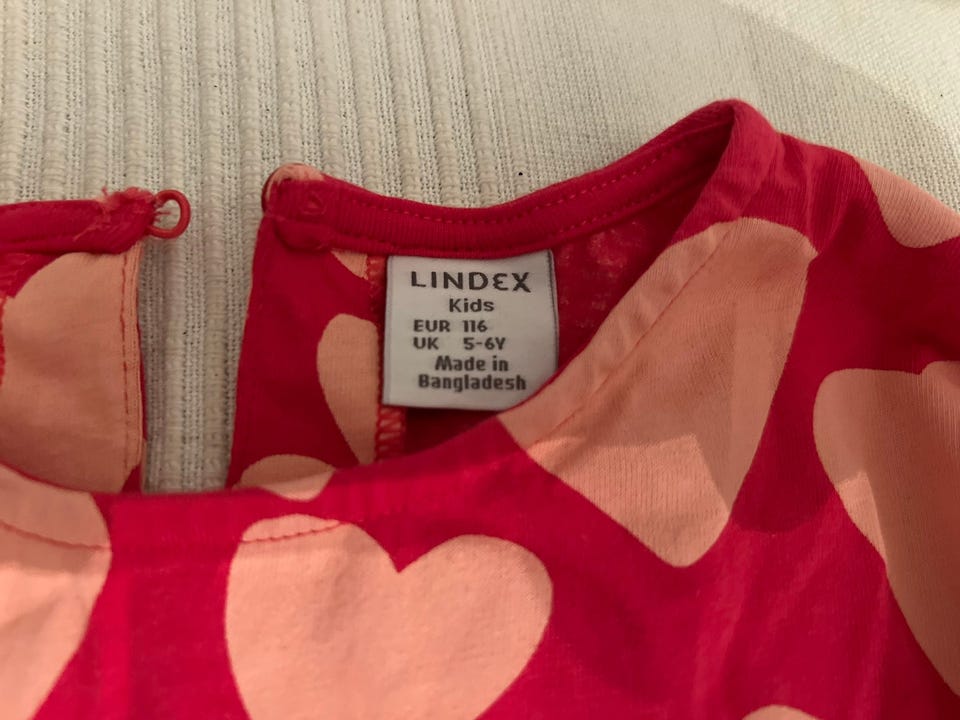 LINDEX
Kids
EUR 116
UK 5-6Y
Made in
Bangladesh